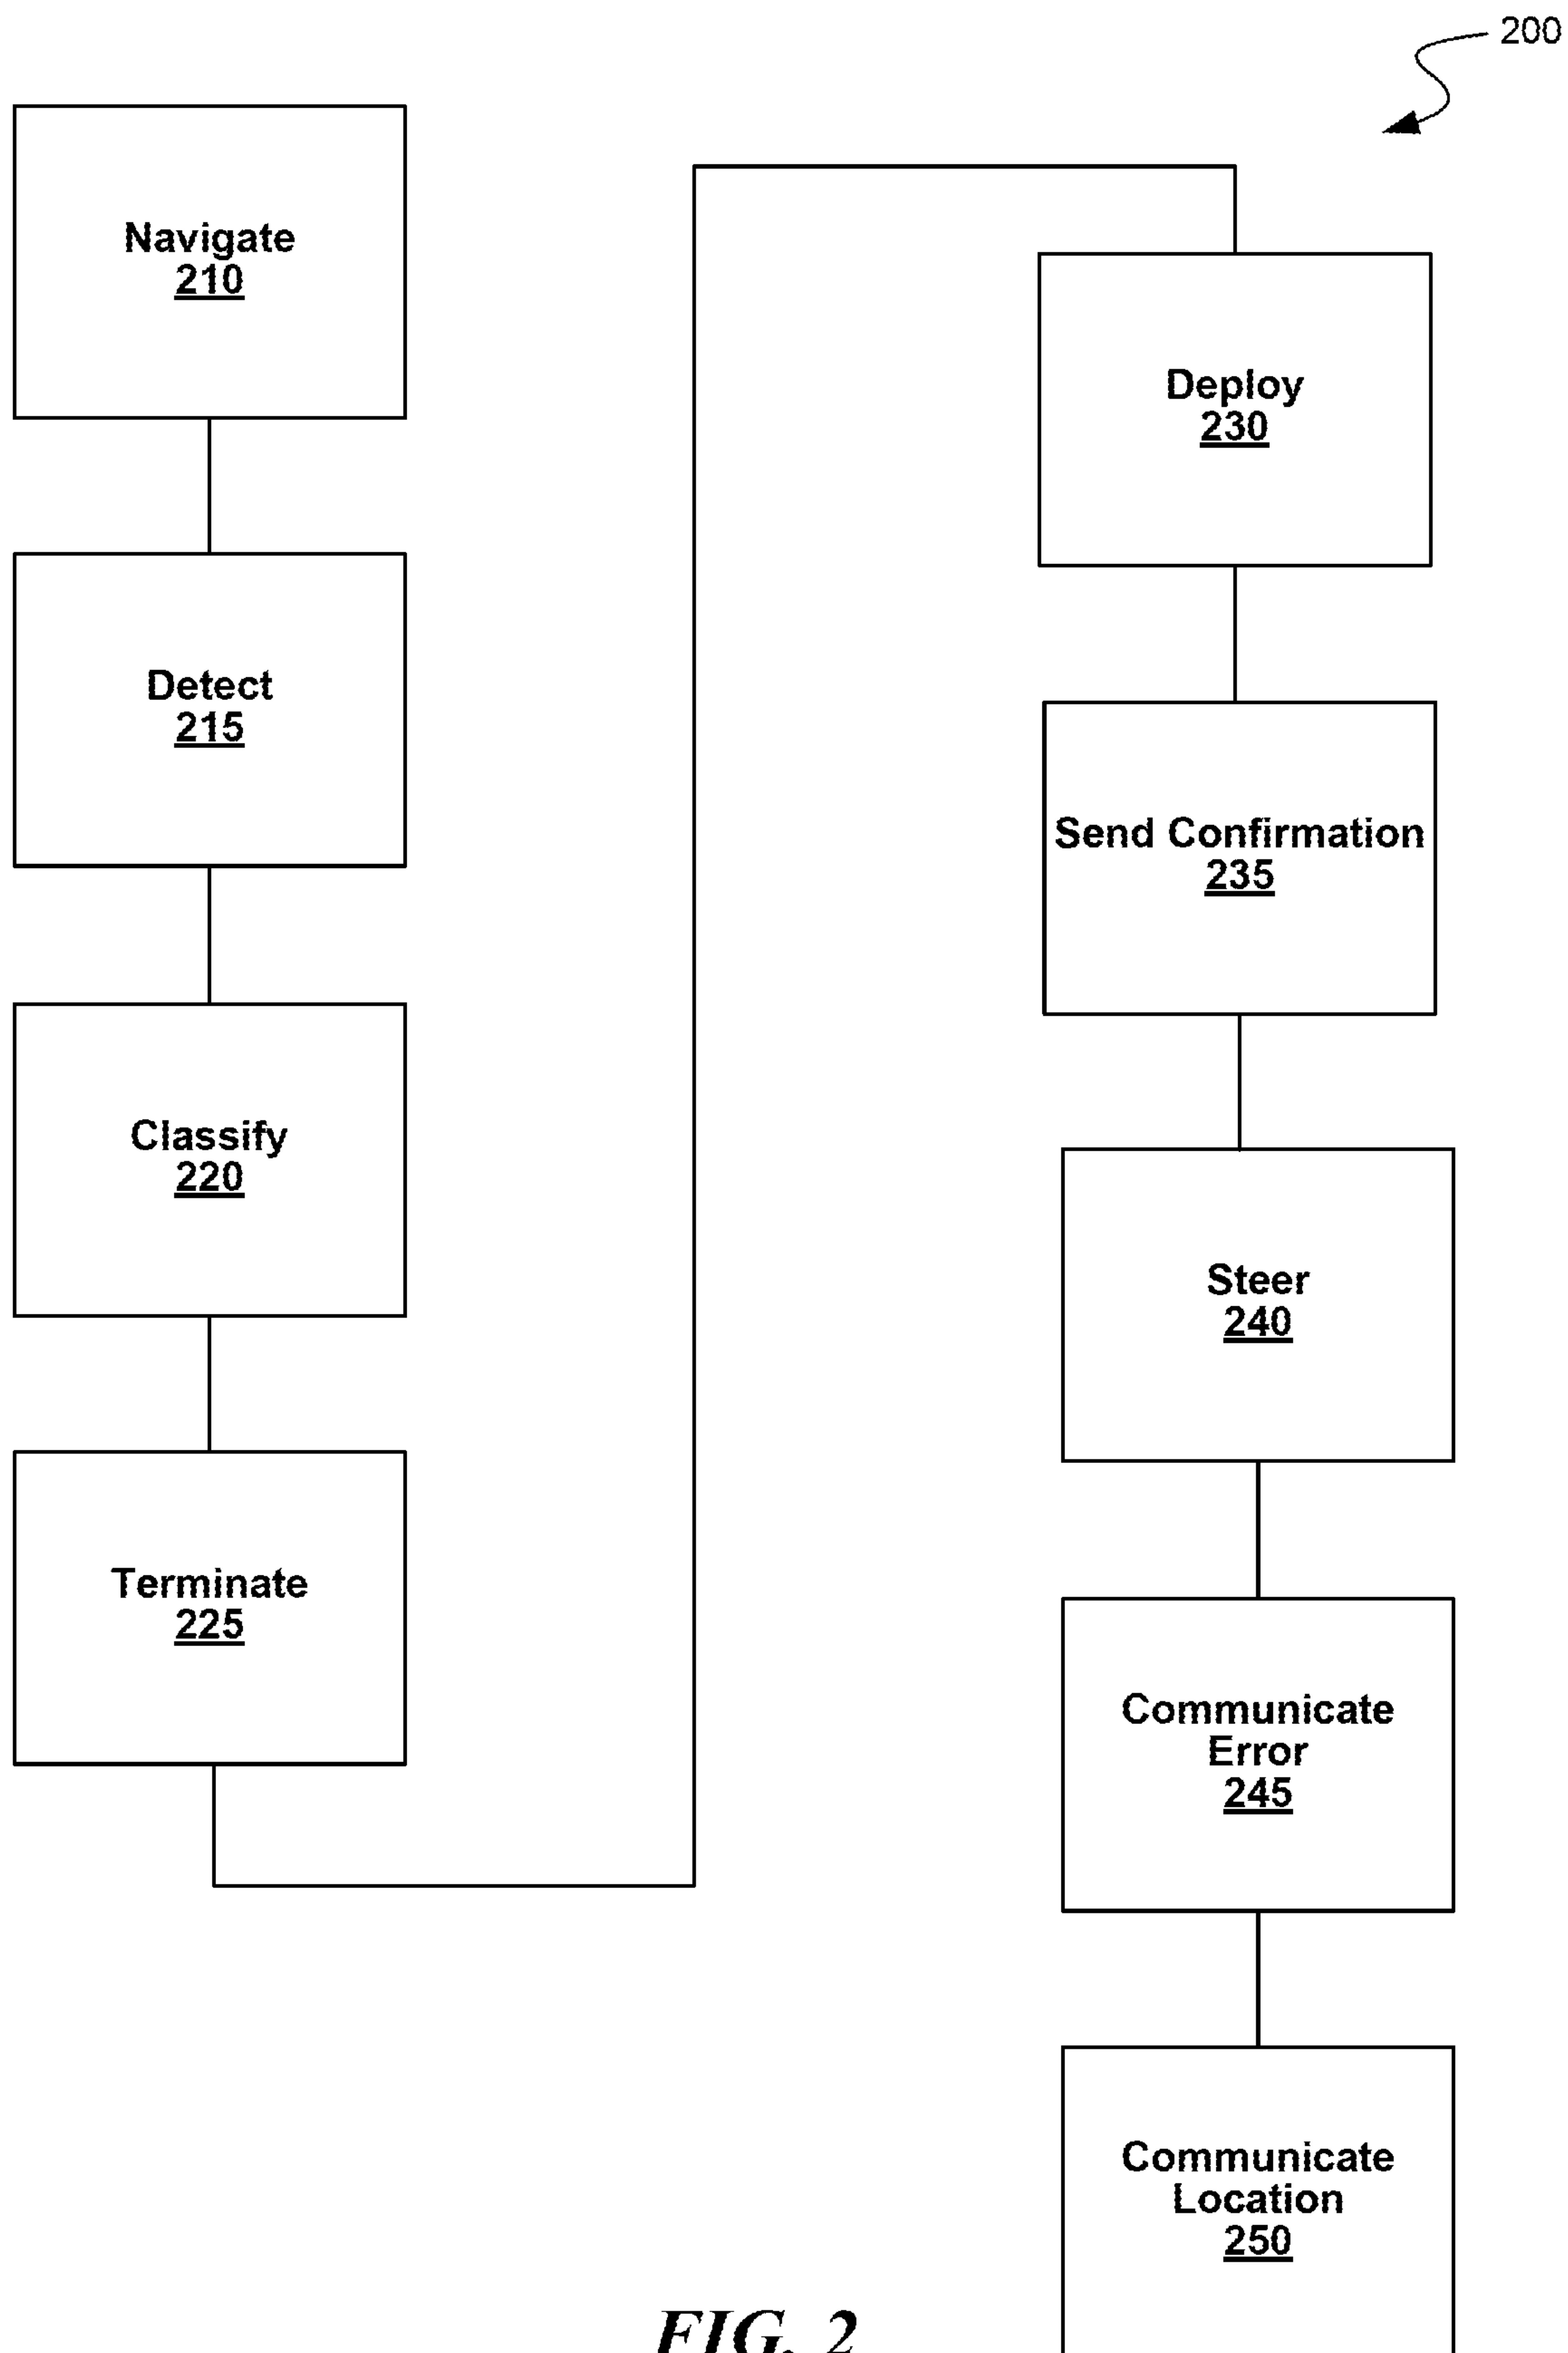 200
Navigate
210
Detect
215
Classify
220
Terminate
225
Deploy
230
Send Confirmation
235
Steer
240
Communicate
Error
245
Communicate
Location
250
FIG. 2